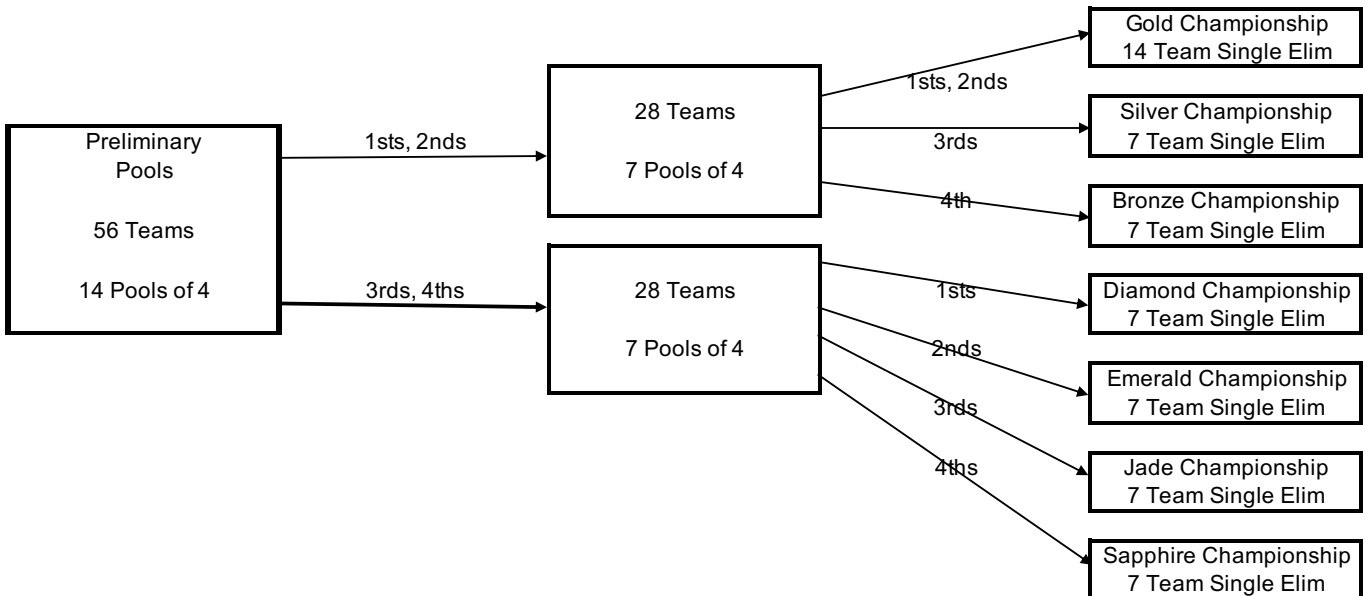 Preliminary
Pools
56 Teams
14 Pools of 4
1sts, 2nds
3rds, 4ths
28 Teams
7 Pools of 4
28 Teams
7 Pools of 4
1sts, 2nds
3rds
4th
1sts
2nds
3rds
4ths
Gold Championship
14 Team Single Elim
Silver Championship
7 Team Single Elim
Bronze Championship
7 Team Single Elim
Diamond Championship
7 Team Single Elim
Emerald Championship
7 Team Single Elim
Jade Championship
7 Team Single Elim
Sapphire Championship
7 Team Single Elim